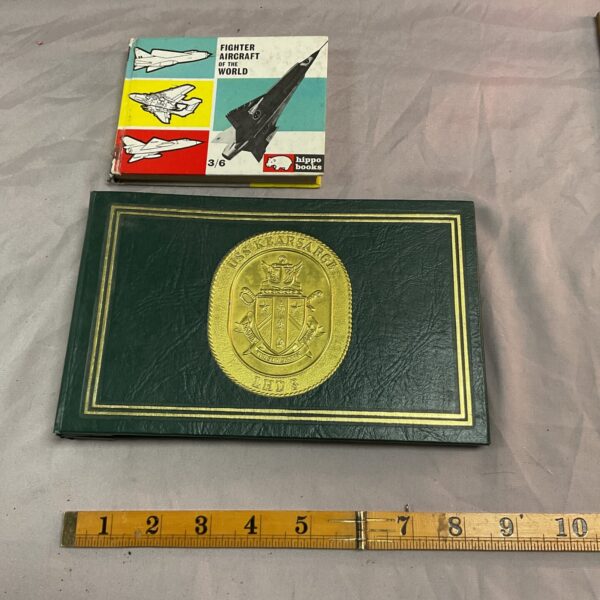 FIGHTER
AIRCRAFT
OF THE
WORLD
3/6
hippo
books
USS KEARSARGE
LHD 3
1 2 3 4 5 7 8 9 10